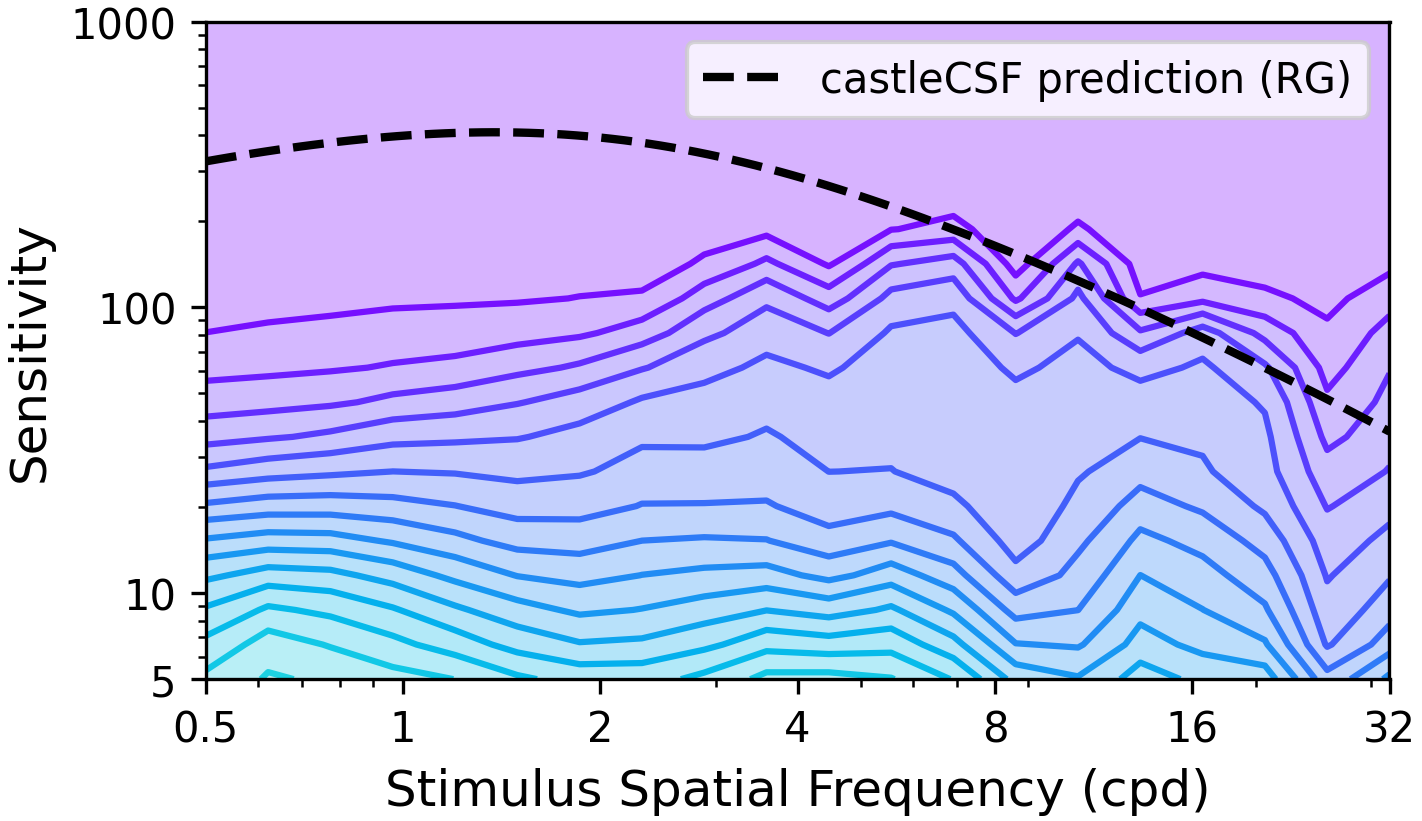 1000
castleCSF prediction (RG)
100
10
5
Sensitivity
0.5 1 2 4 8 16 32
Stimulus Spatial Frequency (cpd)